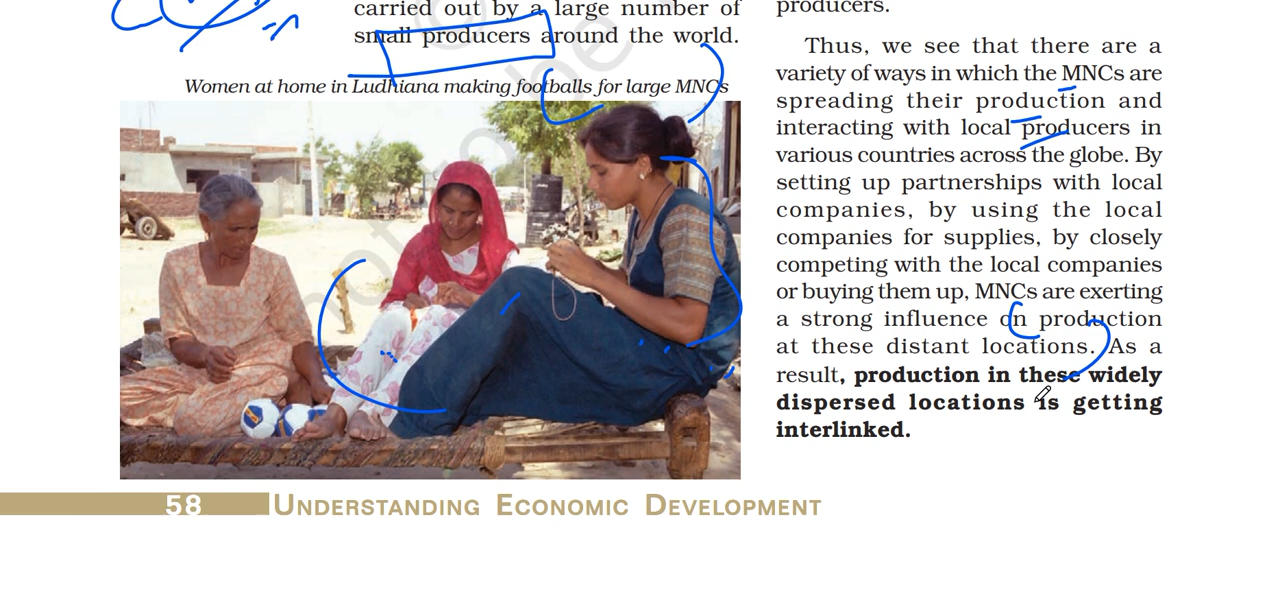 carried out by a large number of
small producers around the world.
Women at home in Ludhiana making footballs for large MNCs
producers.
Thus, we see that there are a
variety of ways in which the MNCs are
spreading their production and
interacting with local producers in
various countries across the globe. By
setting up partnerships with local
companies, by using the local
companies for supplies, by closely
competing with the local companies
or buying them up, MNCs are exerting
a strong influence on production
at these distant locations. As a
result, production in these widely
dispersed locations is getting
interlinked.
58 UNDERSTANDING ECONOMIC DEVELOPMENT